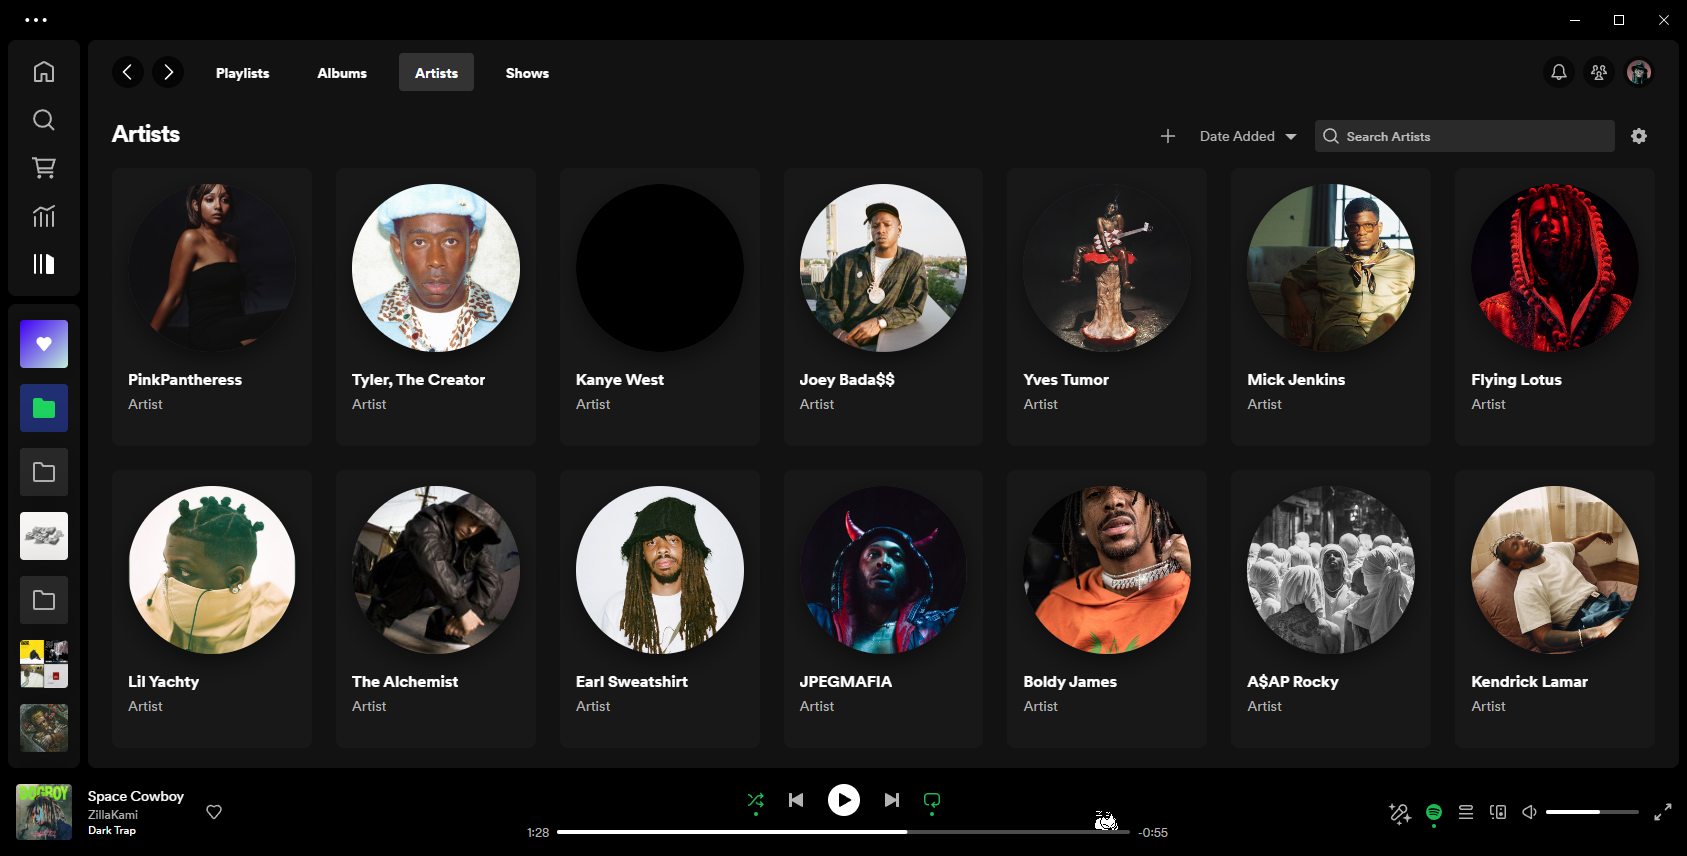 Playlists
Albums
Artists
Shows
Artists
Date Added
Search Artists
PinkPantheress
Artist
Tyler, The Creator
Artist
Kanye West
Artist
Joey Bada$$
Artist
Yves Tumor
Artist
Mick Jenkins
Artist
Flying Lotus
Artist
Lil Yachty
Artist
The Alchemist
Artist
Earl Sweatshirt
Artist
JPEGMAFIA
Artist
Boldy James
Artist
A$AP Rocky
Artist
Kendrick Lamar
Artist
DOGBOY
Space Cowboy
ZillaKami
Dark Trap
1:28
-0:55